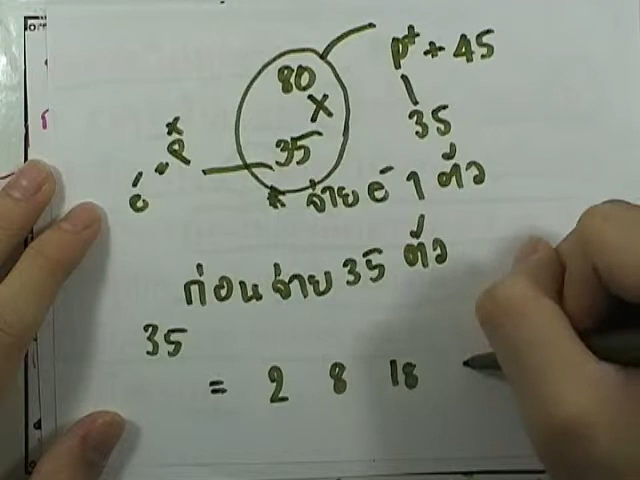 80
X
35
p⁺ + 45
35
e⁻ = p⁺
* จ่าย e⁻ 1 ตัว
ก่อนจ่าย 35 ตัว
35
= 2 8 18